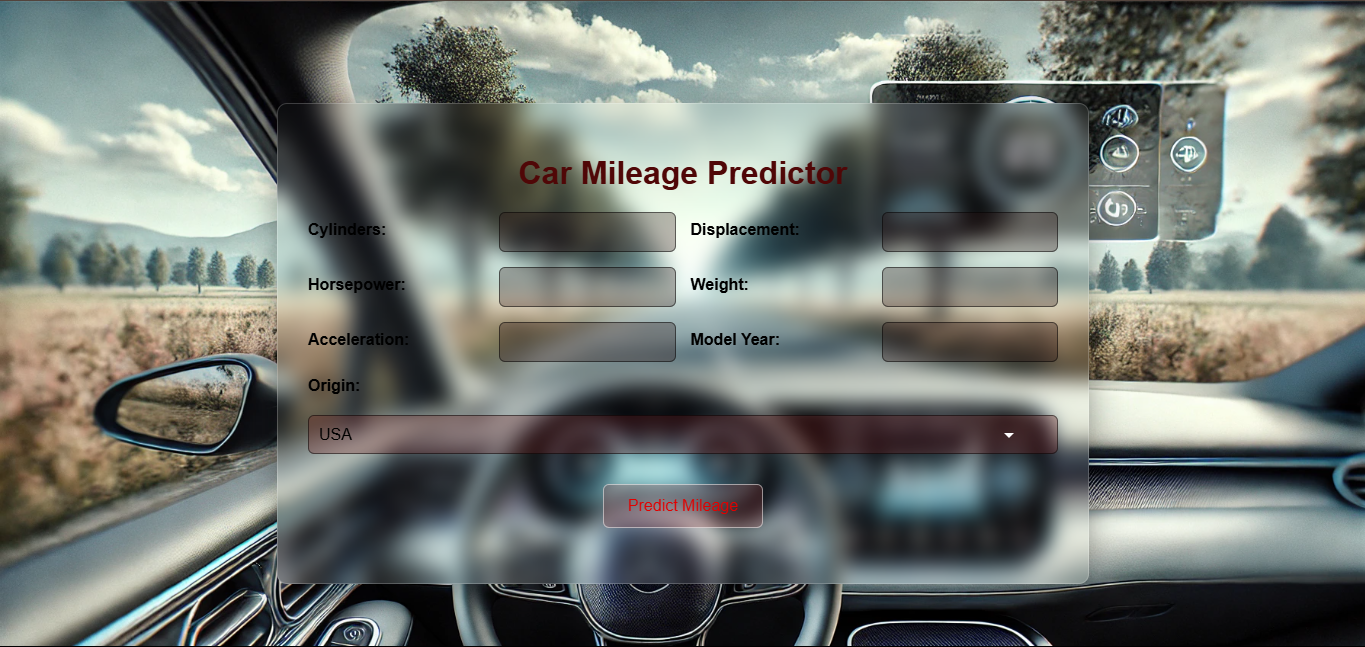 Car Mileage Predictor
Cylinders: Displacement:
Horsepower: Weight:
Acceleration: Model Year:
Origin:
USA
Predict Mileage